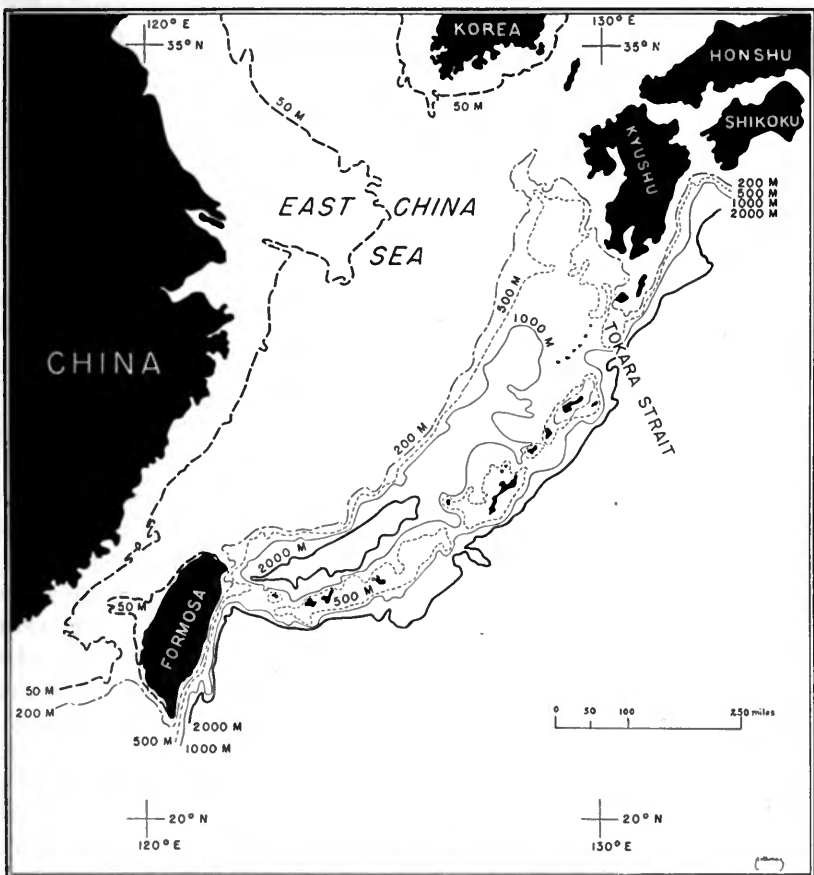 120° E
35° N
KOREA
130° E
35° N
HONSHU
50 M
50 M
SHIKOKU
KYUSHU
200 M
500 M
1000 M
2000 M
EAST CHINA
SEA
500 M
1000 M
TOKARA STRAIT
CHINA
200 M
2000 M
500 M
50 M
FORMOSA
50 M
200 M
2000 M
500 M
1000 M
0 50 100 250 miles
20° N
120° E
20° N
130° E